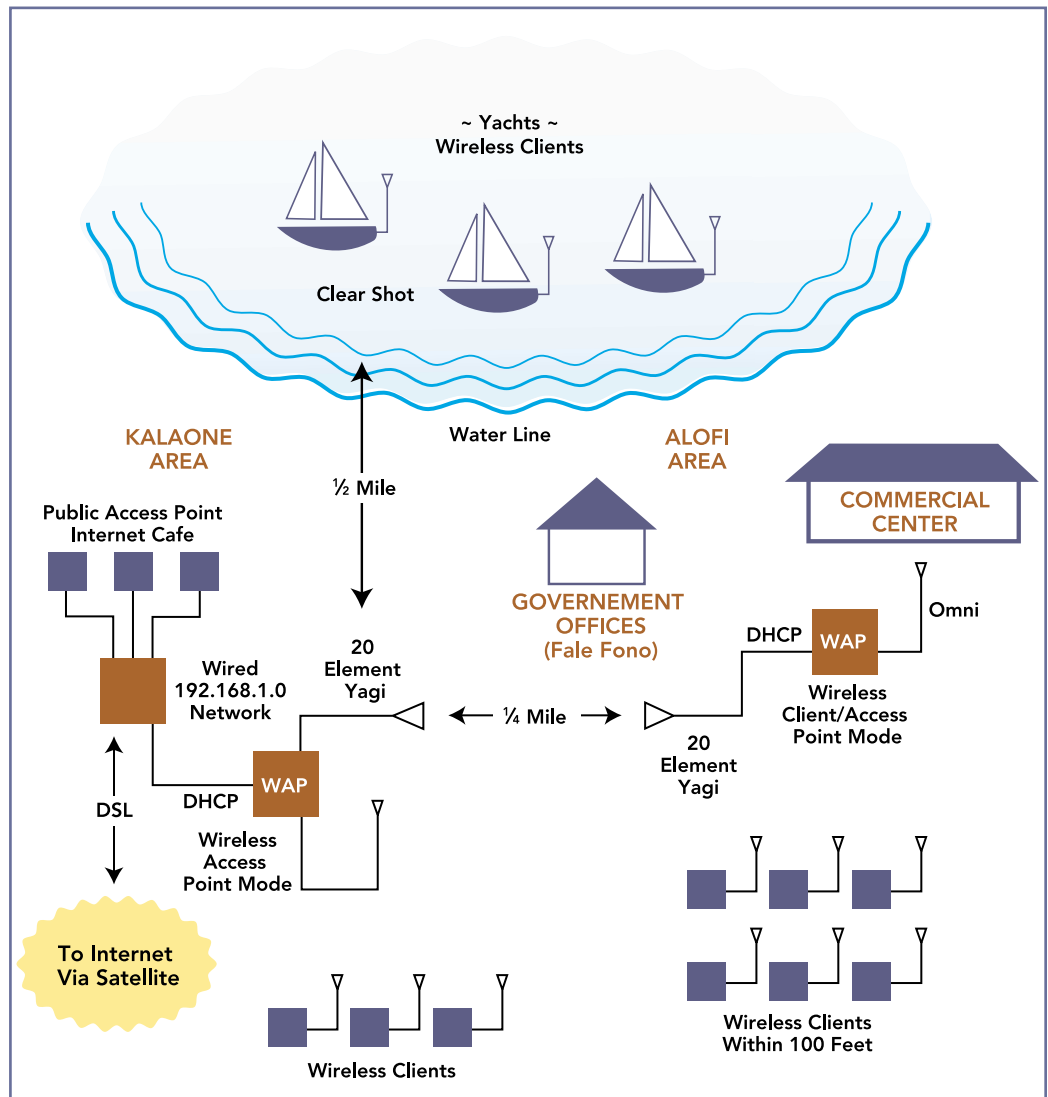 ~ Yachts ~
Wireless Clients
Clear Shot
Water Line
KALAONE
AREA
ALOFI
AREA
½ Mile
COMMERCIAL
CENTER
Public Access Point
Internet Cafe
GOVERNEMENT
OFFICES
(Fale Fono)
Omni
DHCP
WAP
20
Element
Yagi
Wired
192.168.1.0
Network
Wireless
Client/Access
Point Mode
¼ Mile
20
Element
Yagi
DSL
DHCP
WAP
Wireless
Access
Point Mode
To Internet
Via Satellite
Wireless Clients
Wireless Clients
Within 100 Feet